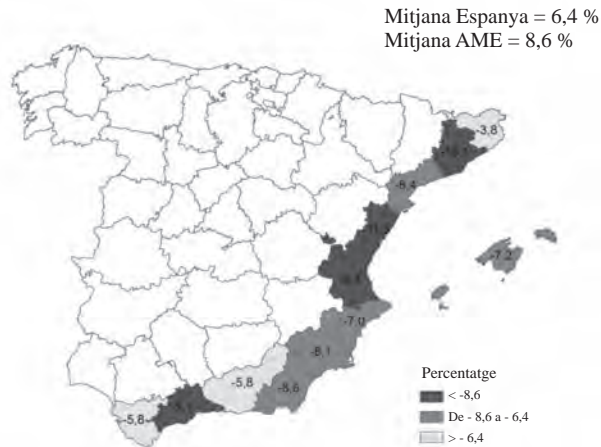 Mitjana Espanya = 6,4 %
Mitjana AME = 8,6 %
-3,8
-8,4
-7,2
-7,0
-8,1
-5,8
-8,6
-5,8
Percentatge
< -8,6
De - 8,6 a - 6,4
> - 6,4